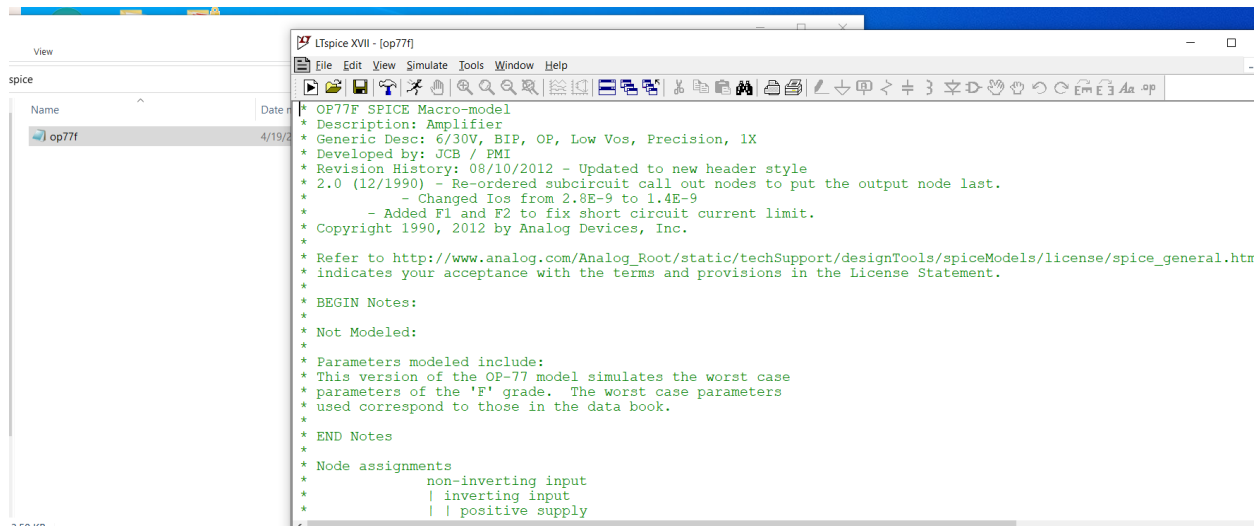 View
spice
Name
Date
op77f
4/19/2
LTspice XVII - [op77f]
File Edit View Simulate Tools Window Help
* OP77F SPICE Macro-model
* Description: Amplifier
* Generic Desc: 6/30V, BIP, OP, Low Vos, Precision, 1X
* Developed by: JCB / PMI
* Revision History: 08/10/2012 - Updated to new header style
* 2.0 (12/1990) - Re-ordered subcircuit call out nodes to put the output node last.
* - Changed Ios from 2.8E-9 to 1.4E-9
* - Added F1 and F2 to fix short circuit current limit.
* Copyright 1990, 2012 by Analog Devices, Inc.
*
* Refer to http://www.analog.com/Analog_Root/static/techSupport/designTools/spiceModels/license/spice_general.htm
* indicates your acceptance with the terms and provisions in the License Statement.
*
* BEGIN Notes:
*
* Not Modeled:
*
* Parameters modeled include:
* This version of the OP-77 model simulates the worst case
* parameters of the 'F' grade. The worst case parameters
* used correspond to those in the data book.
*
* END Notes
*
* Node assignments
* non-inverting input
* | inverting input
* | | positive supply